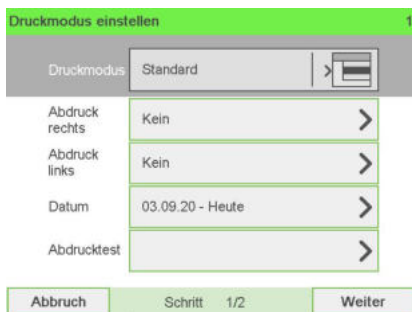 Druckmodus einstellen 1
Druckmodus Standard
Abdruck rechts Kein
Abdruck links Kein
Datum 03.09.20 - Heute
Abdrucktest
Abbruch Schritt 1/2 Weiter